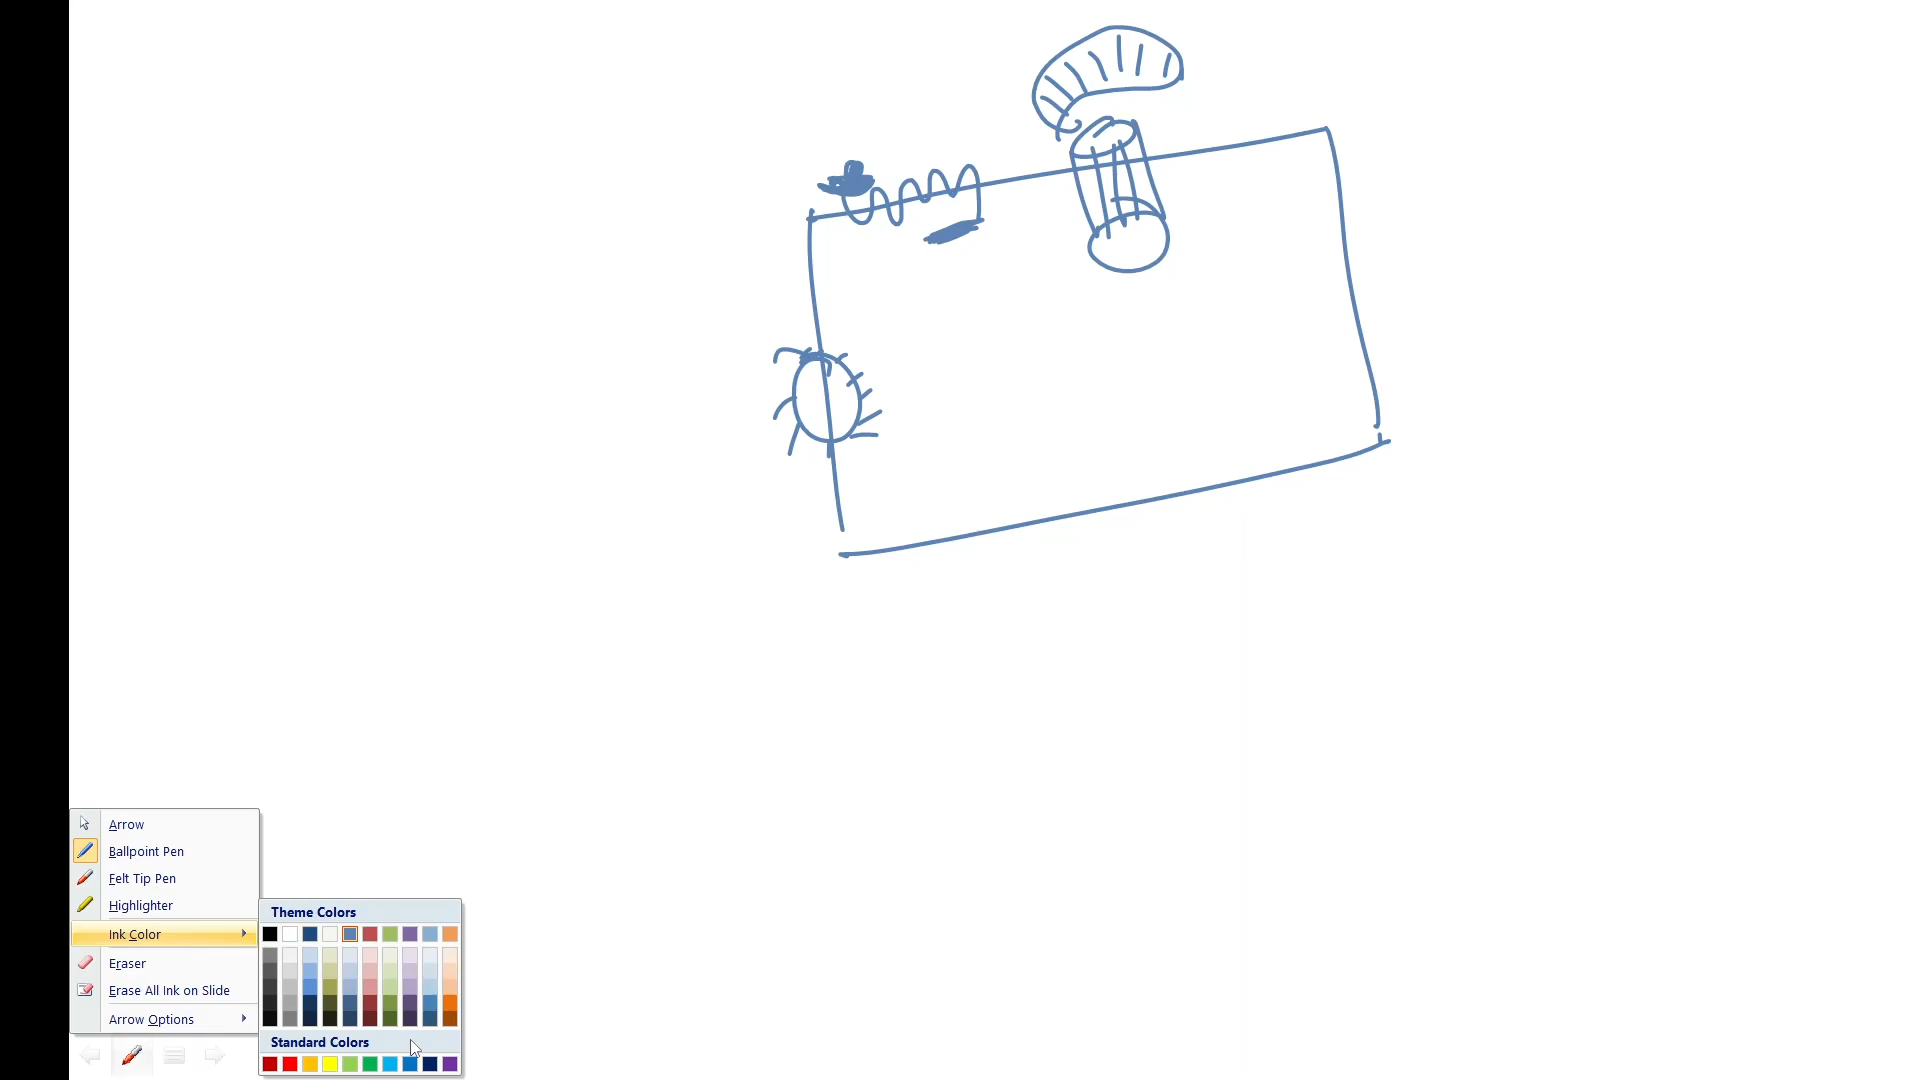 Arrow
Ballpoint Pen
Felt Tip Pen
Highlighter
Ink Color
Eraser
Erase All Ink on Slide
Arrow Options
Theme Colors
Standard Colors